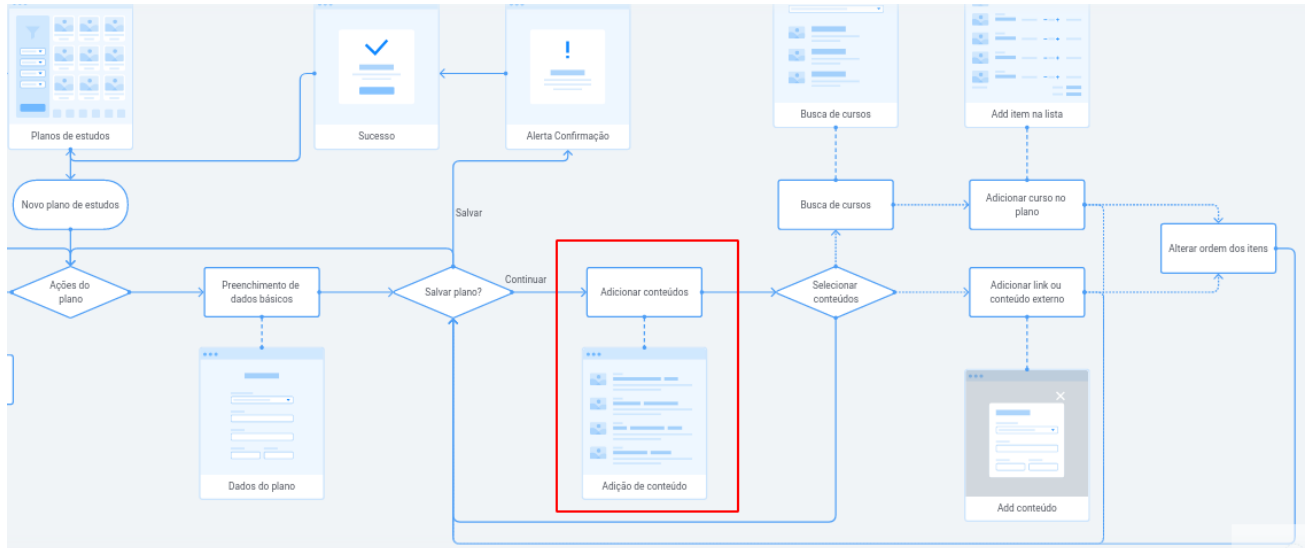 Planos de estudos
Sucesso
Alerta Confirmação
Busca de cursos
Add item na lista
Novo plano de estudos
Salvar
Busca de cursos
Adicionar curso no
plano
Alterar ordem dos itens
Ações do
plano
Preenchimento de
dados básicos
Salvar plano?
Continuar
Adicionar conteúdos
Selecionar
conteúdos
Adicionar link ou
conteúdo externo
Dados do plano
Adição de conteúdo
Add conteúdo